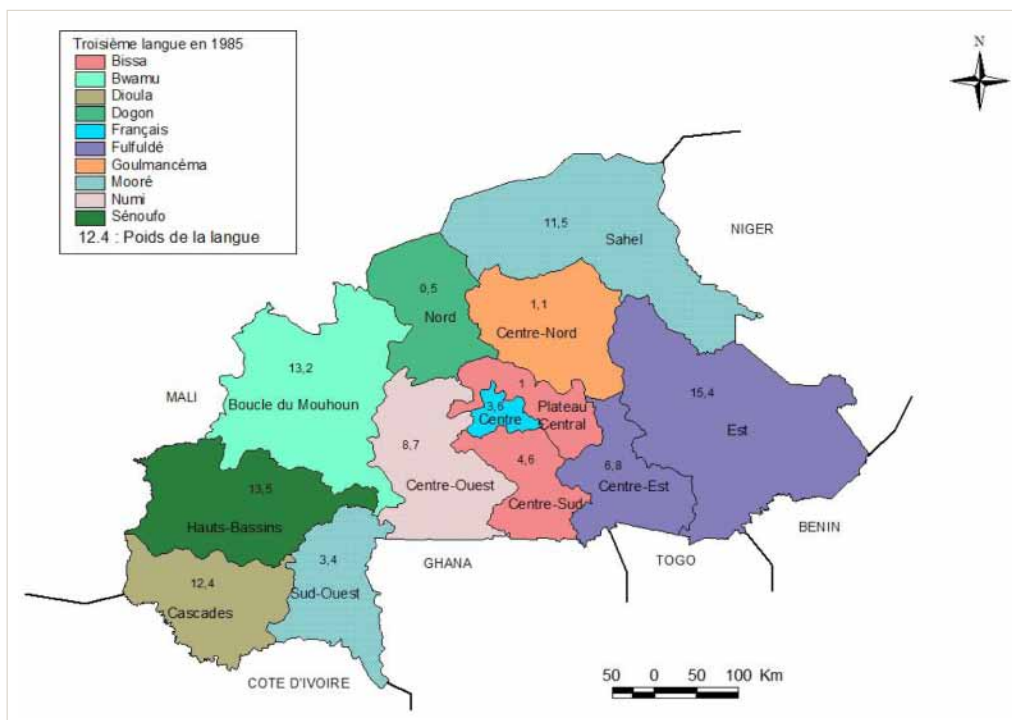 Troisième langue en 1985
Bissa
Bwamu
Dioula
Dogon
Français
Fulfuldé
Goulmancéma
Mooré
Numi
Sénoufo
12.4 : Poids de la langue
N
11,5
Sahel
NIGER
0,5
Nord
1,1
Centre-Nord
13,2
Boucle du Mouhoun
MALI
1
Plateau
Central
3,6
Centre
15,4
Est
8,7
Centre-Ouest
4,6
Centre-Sud
6,8
Centre-Est
13,5
Hauts-Bassins
BENIN
GHANA
TOGO
3,4
Sud-Ouest
12,4
Cascades
COTE D'IVOIRE
50 0 50 100 Km